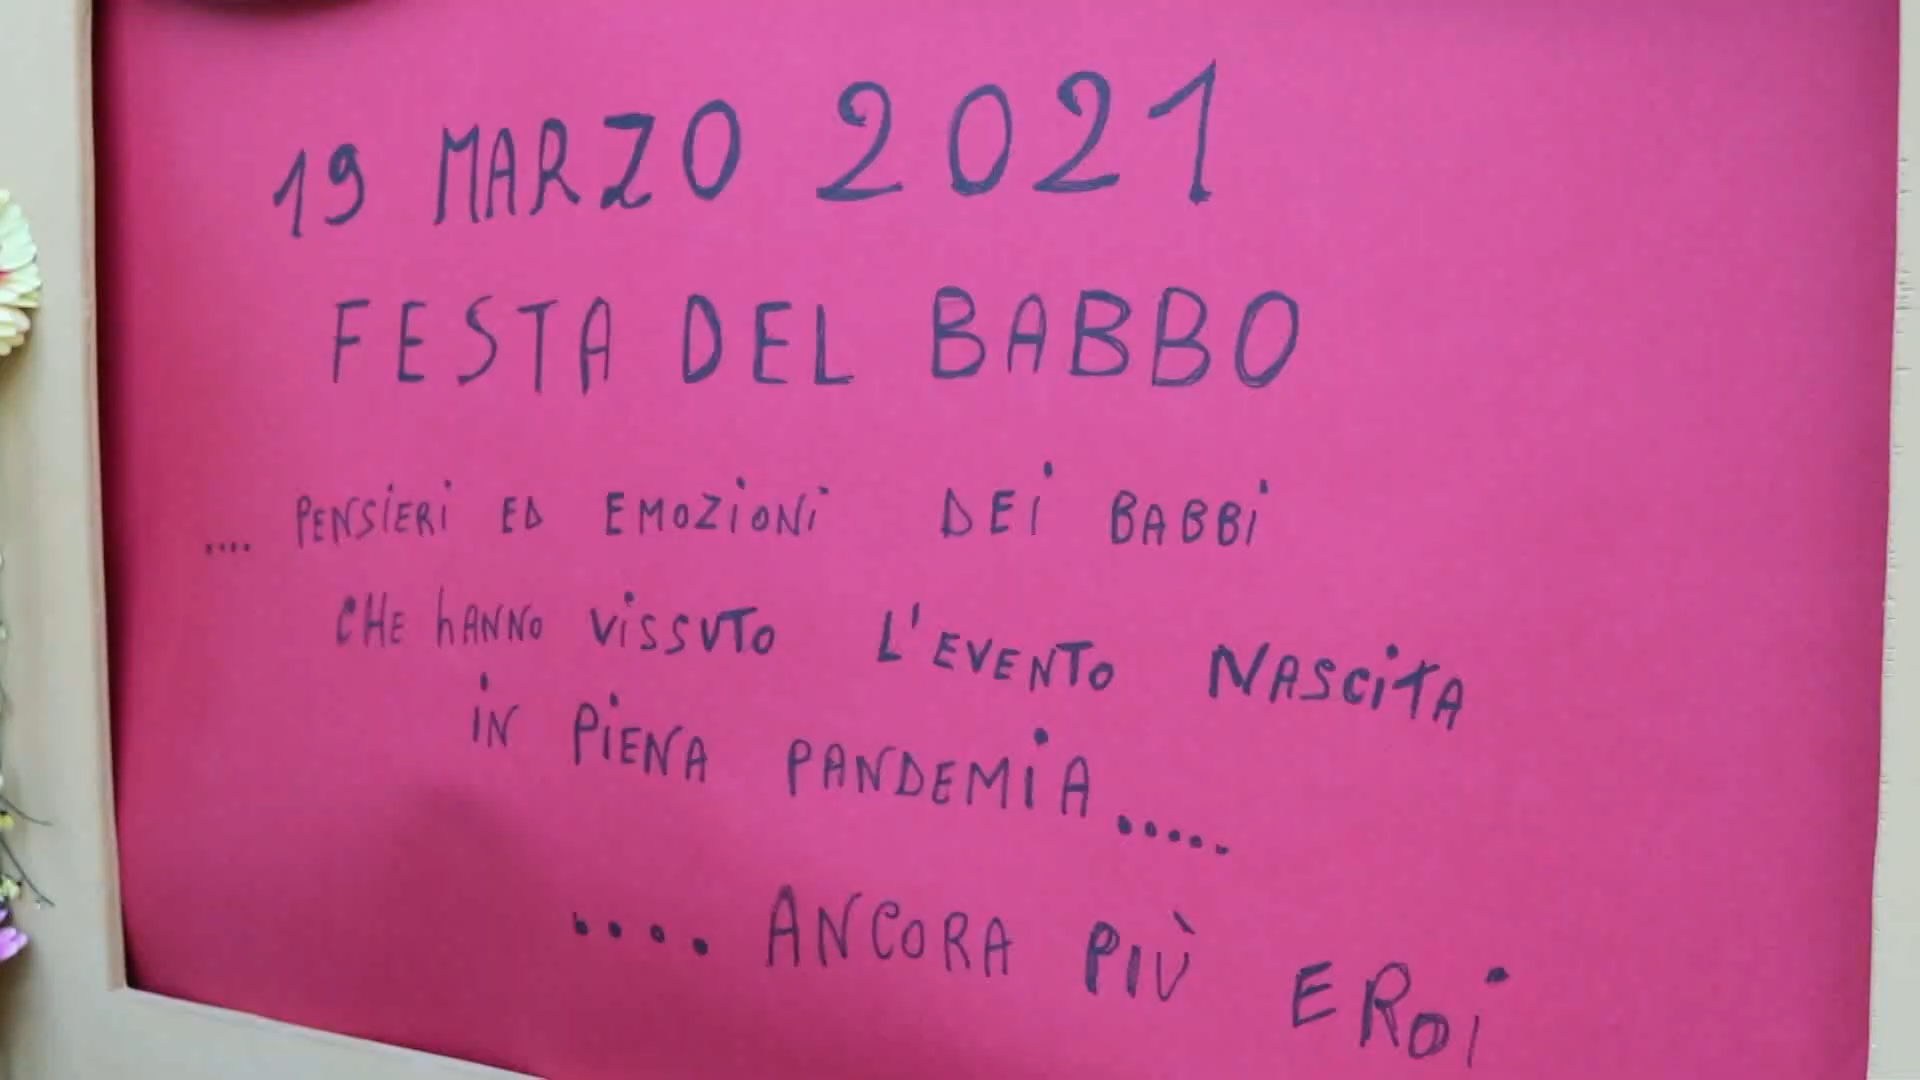 19 MARZO 2021
FESTA DEL BABBO
.... PENSIERI ED EMOZIONI DEI BABBI
CHE HANNO VISSUTO L'EVENTO NASCITA
IN PIENA PANDEMIA .....
.... ANCORA PIÙ EROI